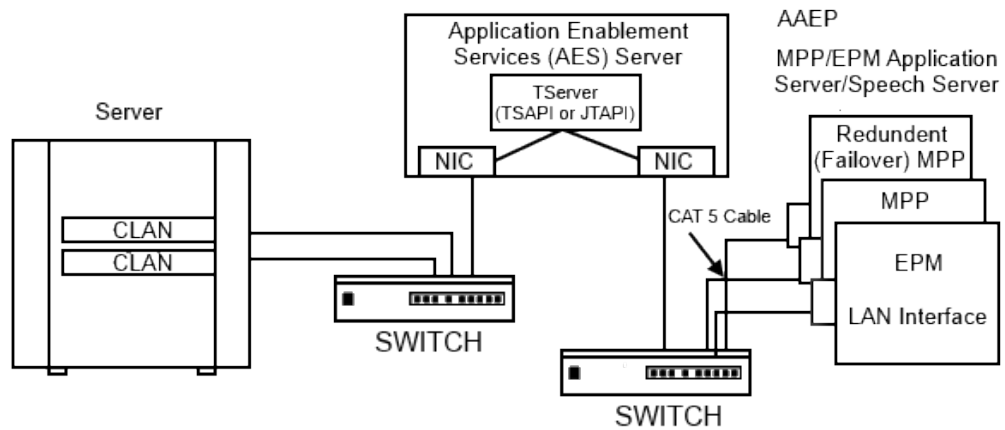 Server
CLAN
CLAN
SWITCH
Application Enablement
Services (AES) Server
TServer
(TSAPI or JTAPI)
NIC
NIC
CAT 5 Cable
SWITCH
AAEP
MPP/EPM Application
Server/Speech Server
Redundent
(Failover) MPP
MPP
EPM
LAN Interface